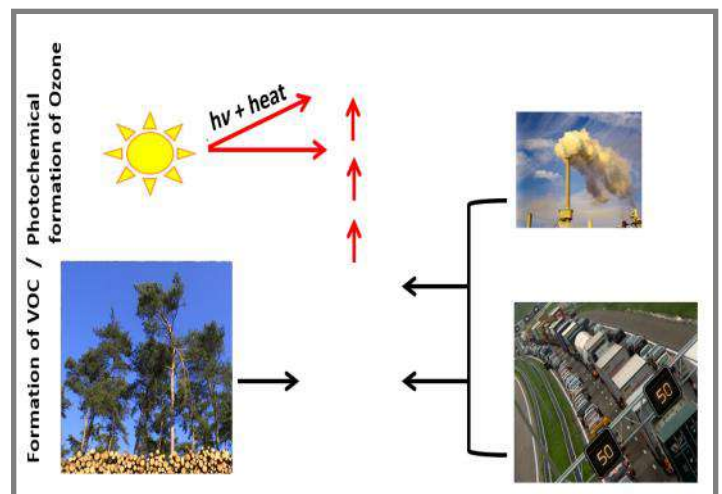 Formation of VOC / Photochemical
formation of Ozone
hv + heat
50
50